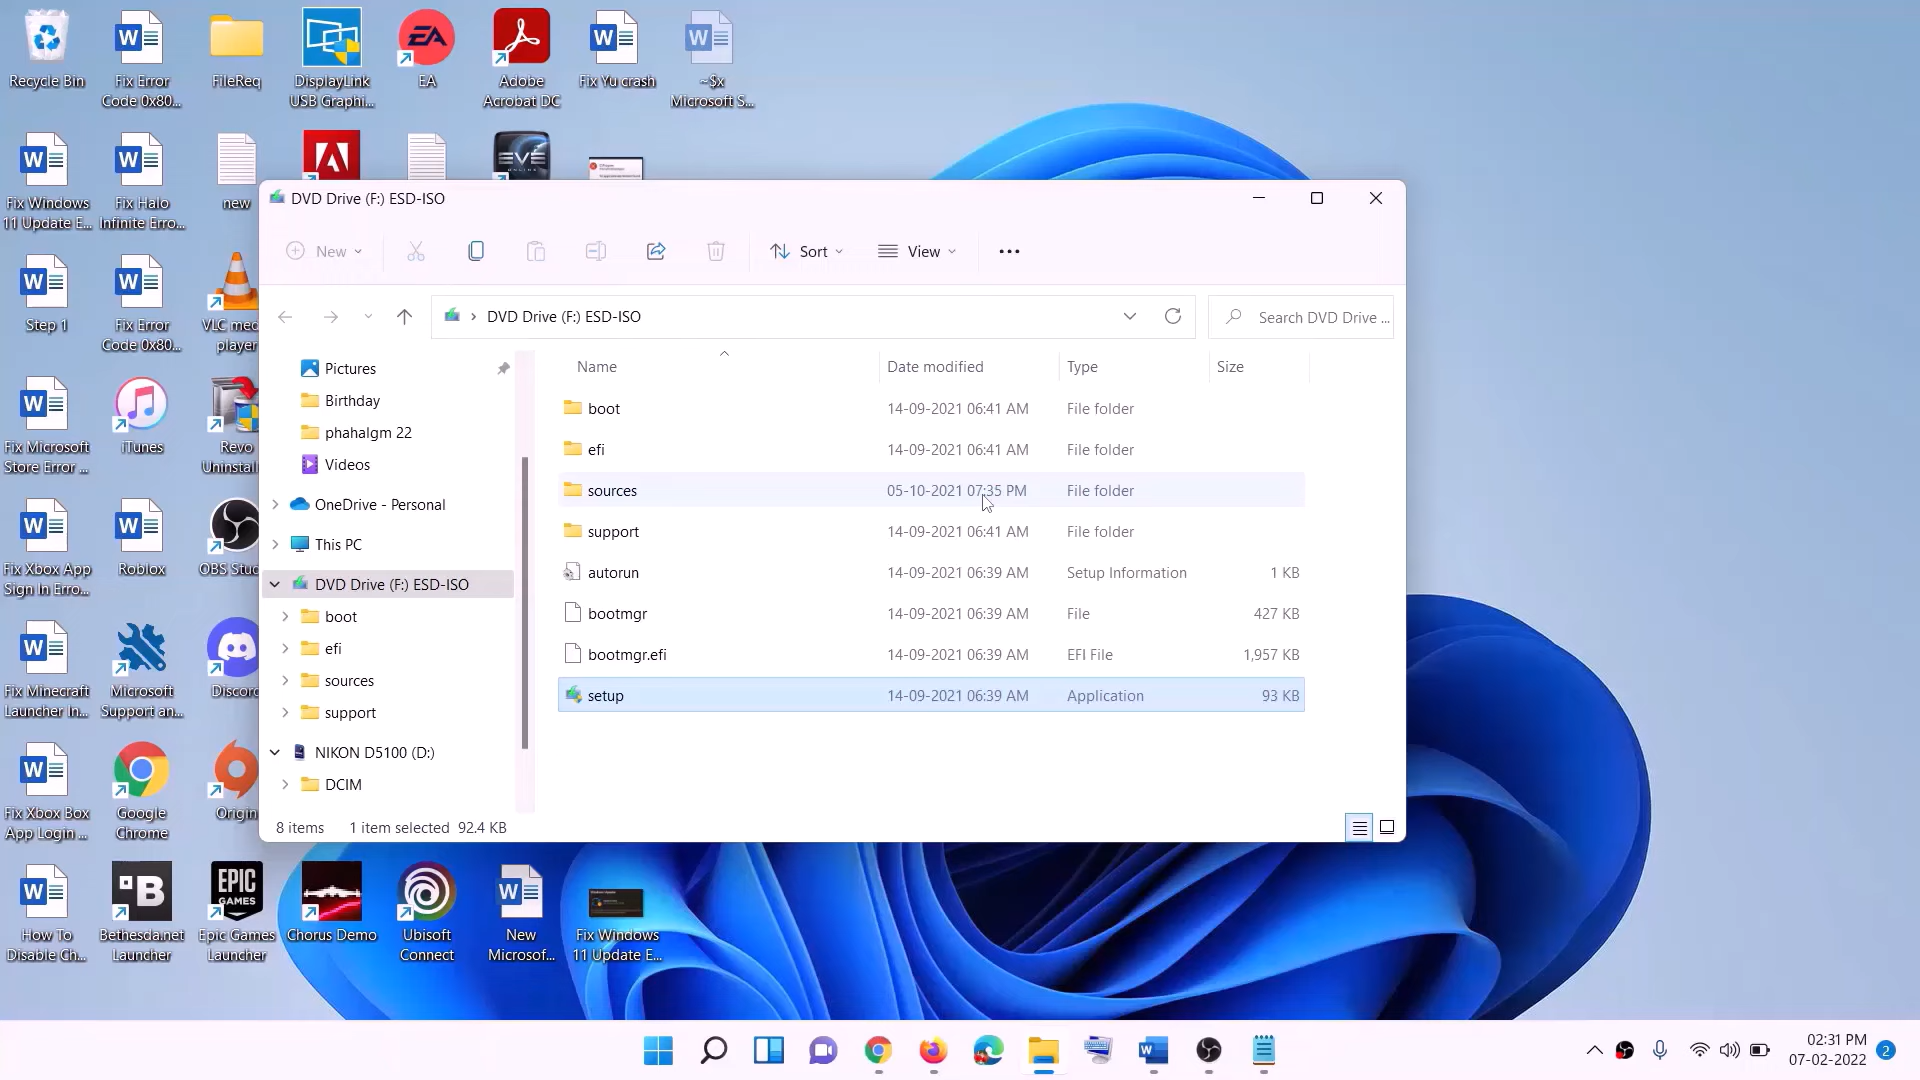 Recycle Bin
Fix Error
Code 0x80...
FileReq
DisplayLink
USB Graphi...
EA
Adobe
Acrobat DC
Fix Yu crash
~$x
Microsoft S...
Fix Windows
11 Update E...
Fix Halo
Infinite Erro...
new
EVE
ONLINE
Step 1
Fix Error
Code 0x80...
VLC med
player
Fix Microsoft
Store Error ...
iTunes
Revo
Uninstall
Fix Xbox App
Sign In Erro...
Roblox
OBS Stud
Fix Minecraft
Launcher In...
Microsoft
Support an...
Discord
Fix Xbox Box
App Login ...
Google
Chrome
Origin
How To
Disable Ch...
Bethesda.net
Launcher
EPIC
GAMES
Epic Games
Launcher
Chorus Demo
Ubisoft
Connect
New
Microsof...
Fix Windows
11 Update E...
DVD Drive (F:) ESD-ISO
New
Sort
View
DVD Drive (F:) ESD-ISO
Search DVD Drive ...
Pictures
Birthday
phahalgm 22
Videos
OneDrive - Personal
This PC
DVD Drive (F:) ESD-ISO
boot
efi
sources
support
NIKON D5100 (D:)
DCIM
Name Date modified Type Size
boot 14-09-2021 06:41 AM File folder
efi 14-09-2021 06:41 AM File folder
sources 05-10-2021 07:35 PM File folder
support 14-09-2021 06:41 AM File folder
autorun 14-09-2021 06:39 AM Setup Information 1 KB
bootmgr 14-09-2021 06:39 AM File 427 KB
bootmgr.efi 14-09-2021 06:39 AM EFI File 1,957 KB
setup 14-09-2021 06:39 AM Application 93 KB
8 items 1 item selected 92.4 KB
02:31 PM
07-02-2022
2